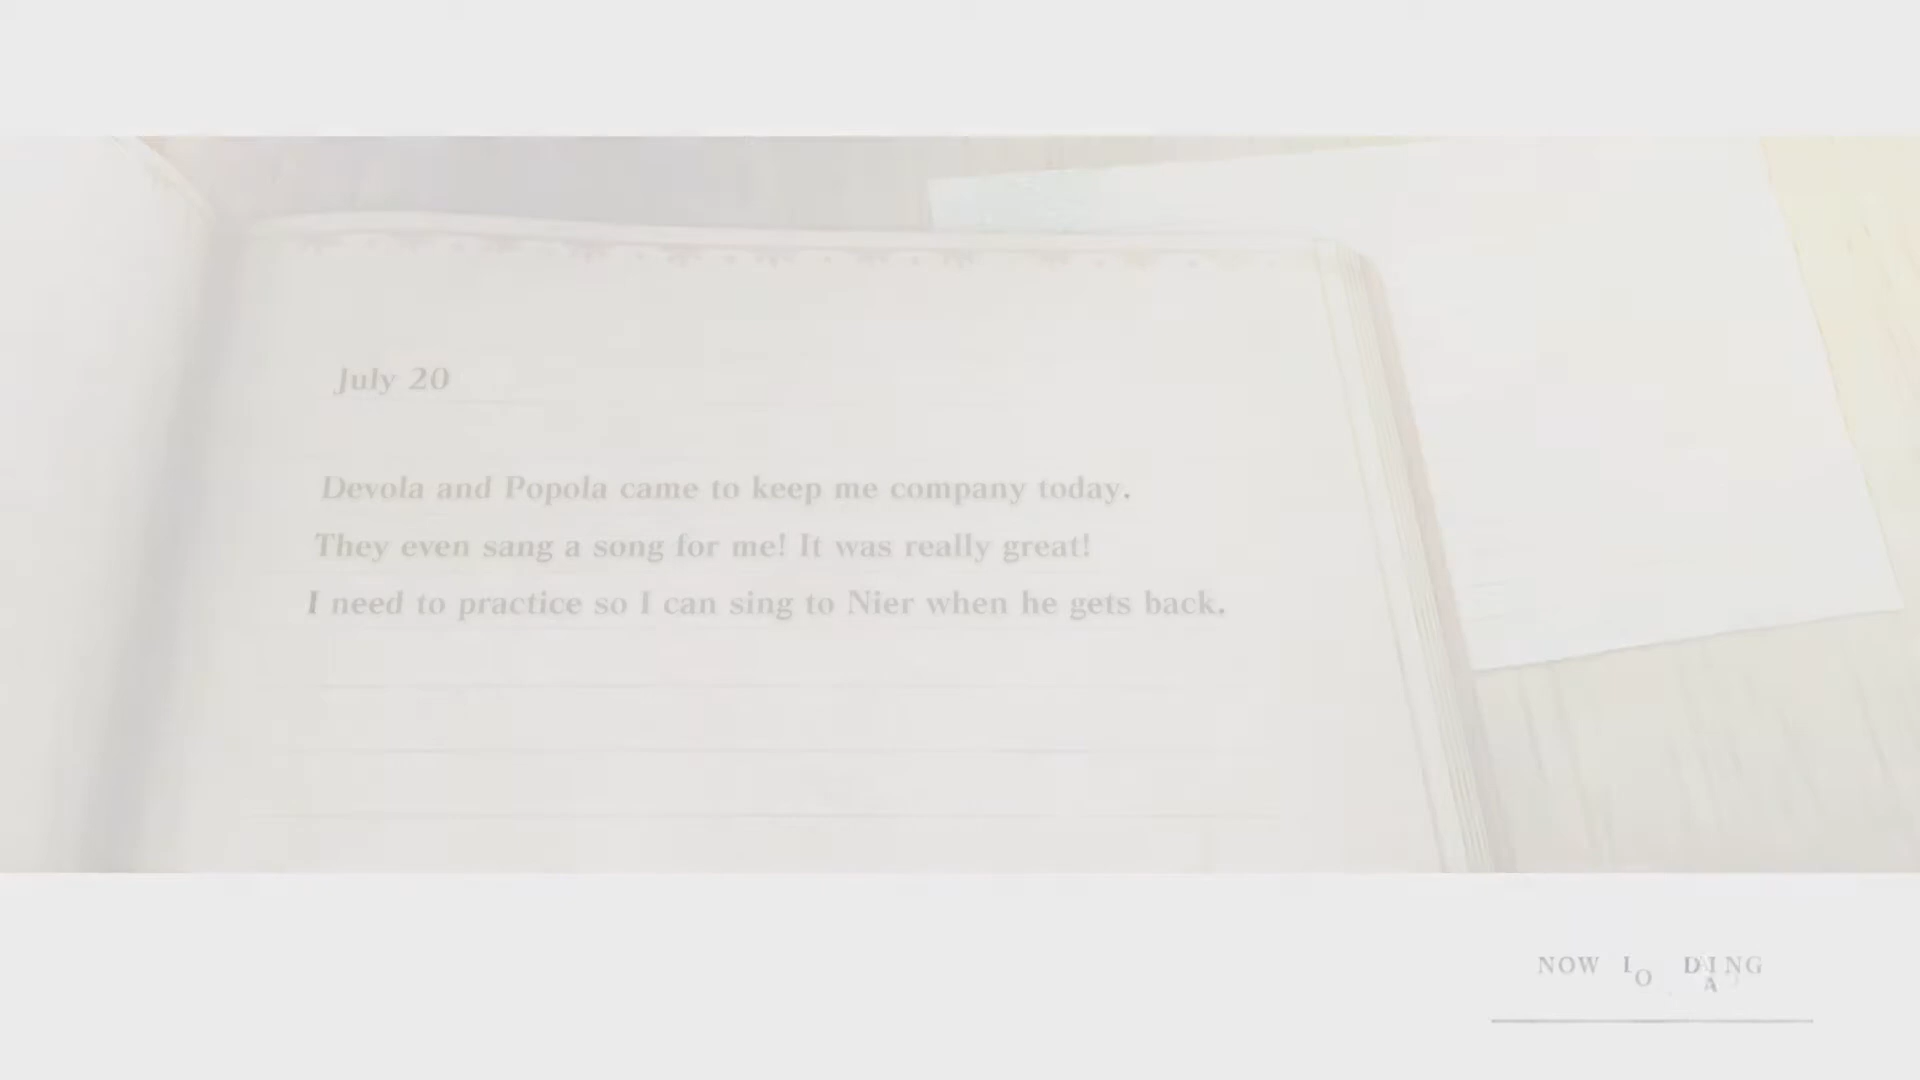 July 20
Devola and Popola came to keep me company today.
They even sang a song for me! It was really great!
I need to practice so I can sing to Nier when he gets back.
NOW LOADING